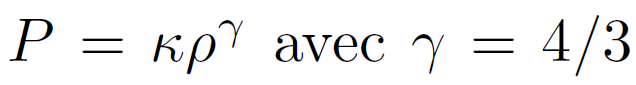 P = κρ^γ avec γ = 4/3